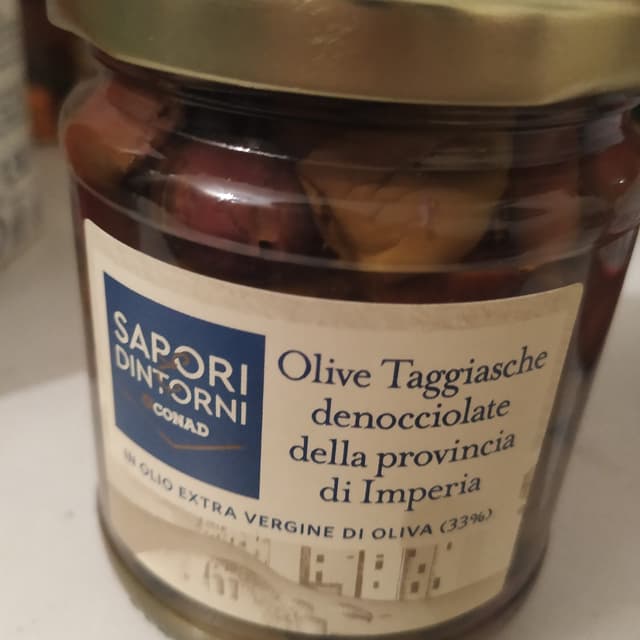 SAPORI
DINTORNI
CONAD
Olive Taggiasche
denocciolate
della provincia
di Imperia
IN OLIO EXTRA VERGINE DI OLIVA (33%)